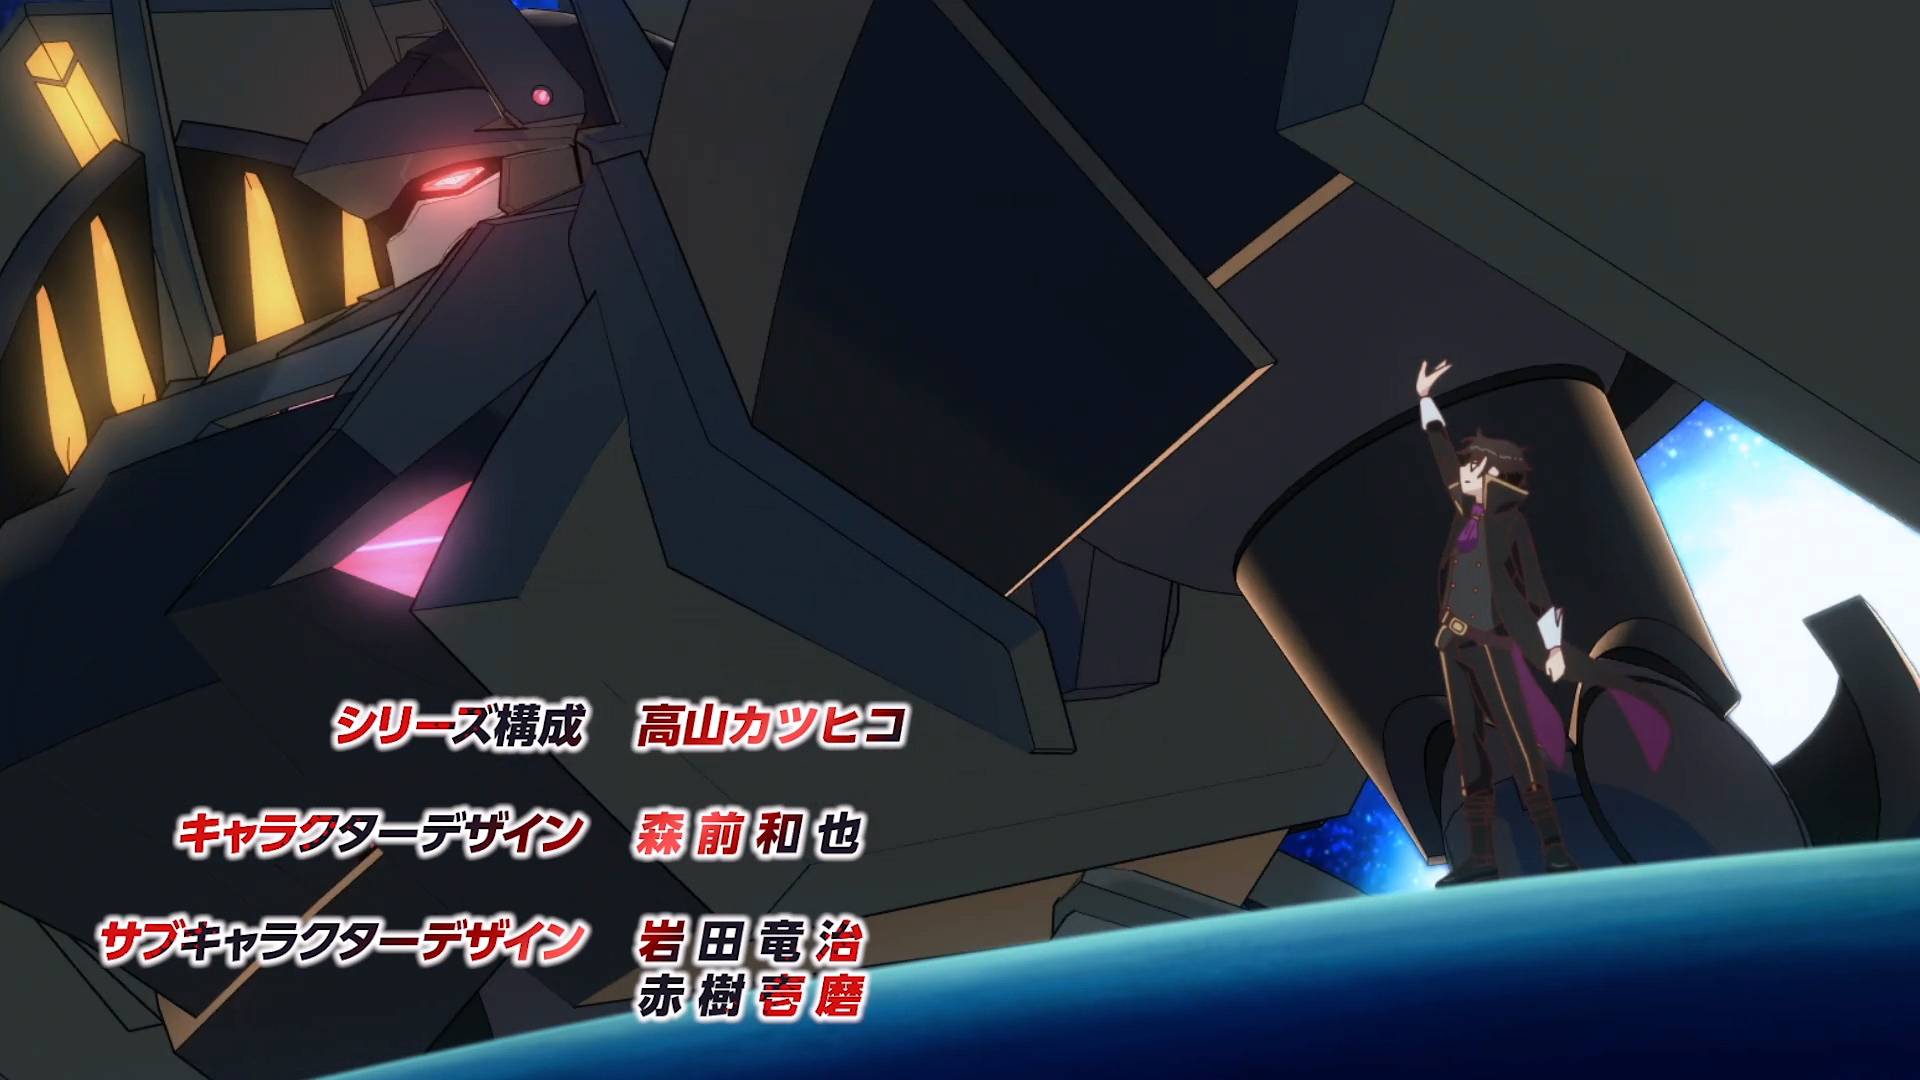 シリーズ構成 高山カツヒコ
キャラクターデザイン 森前和也
サブキャラクターデザイン 岩田竜治
赤樹壱磨